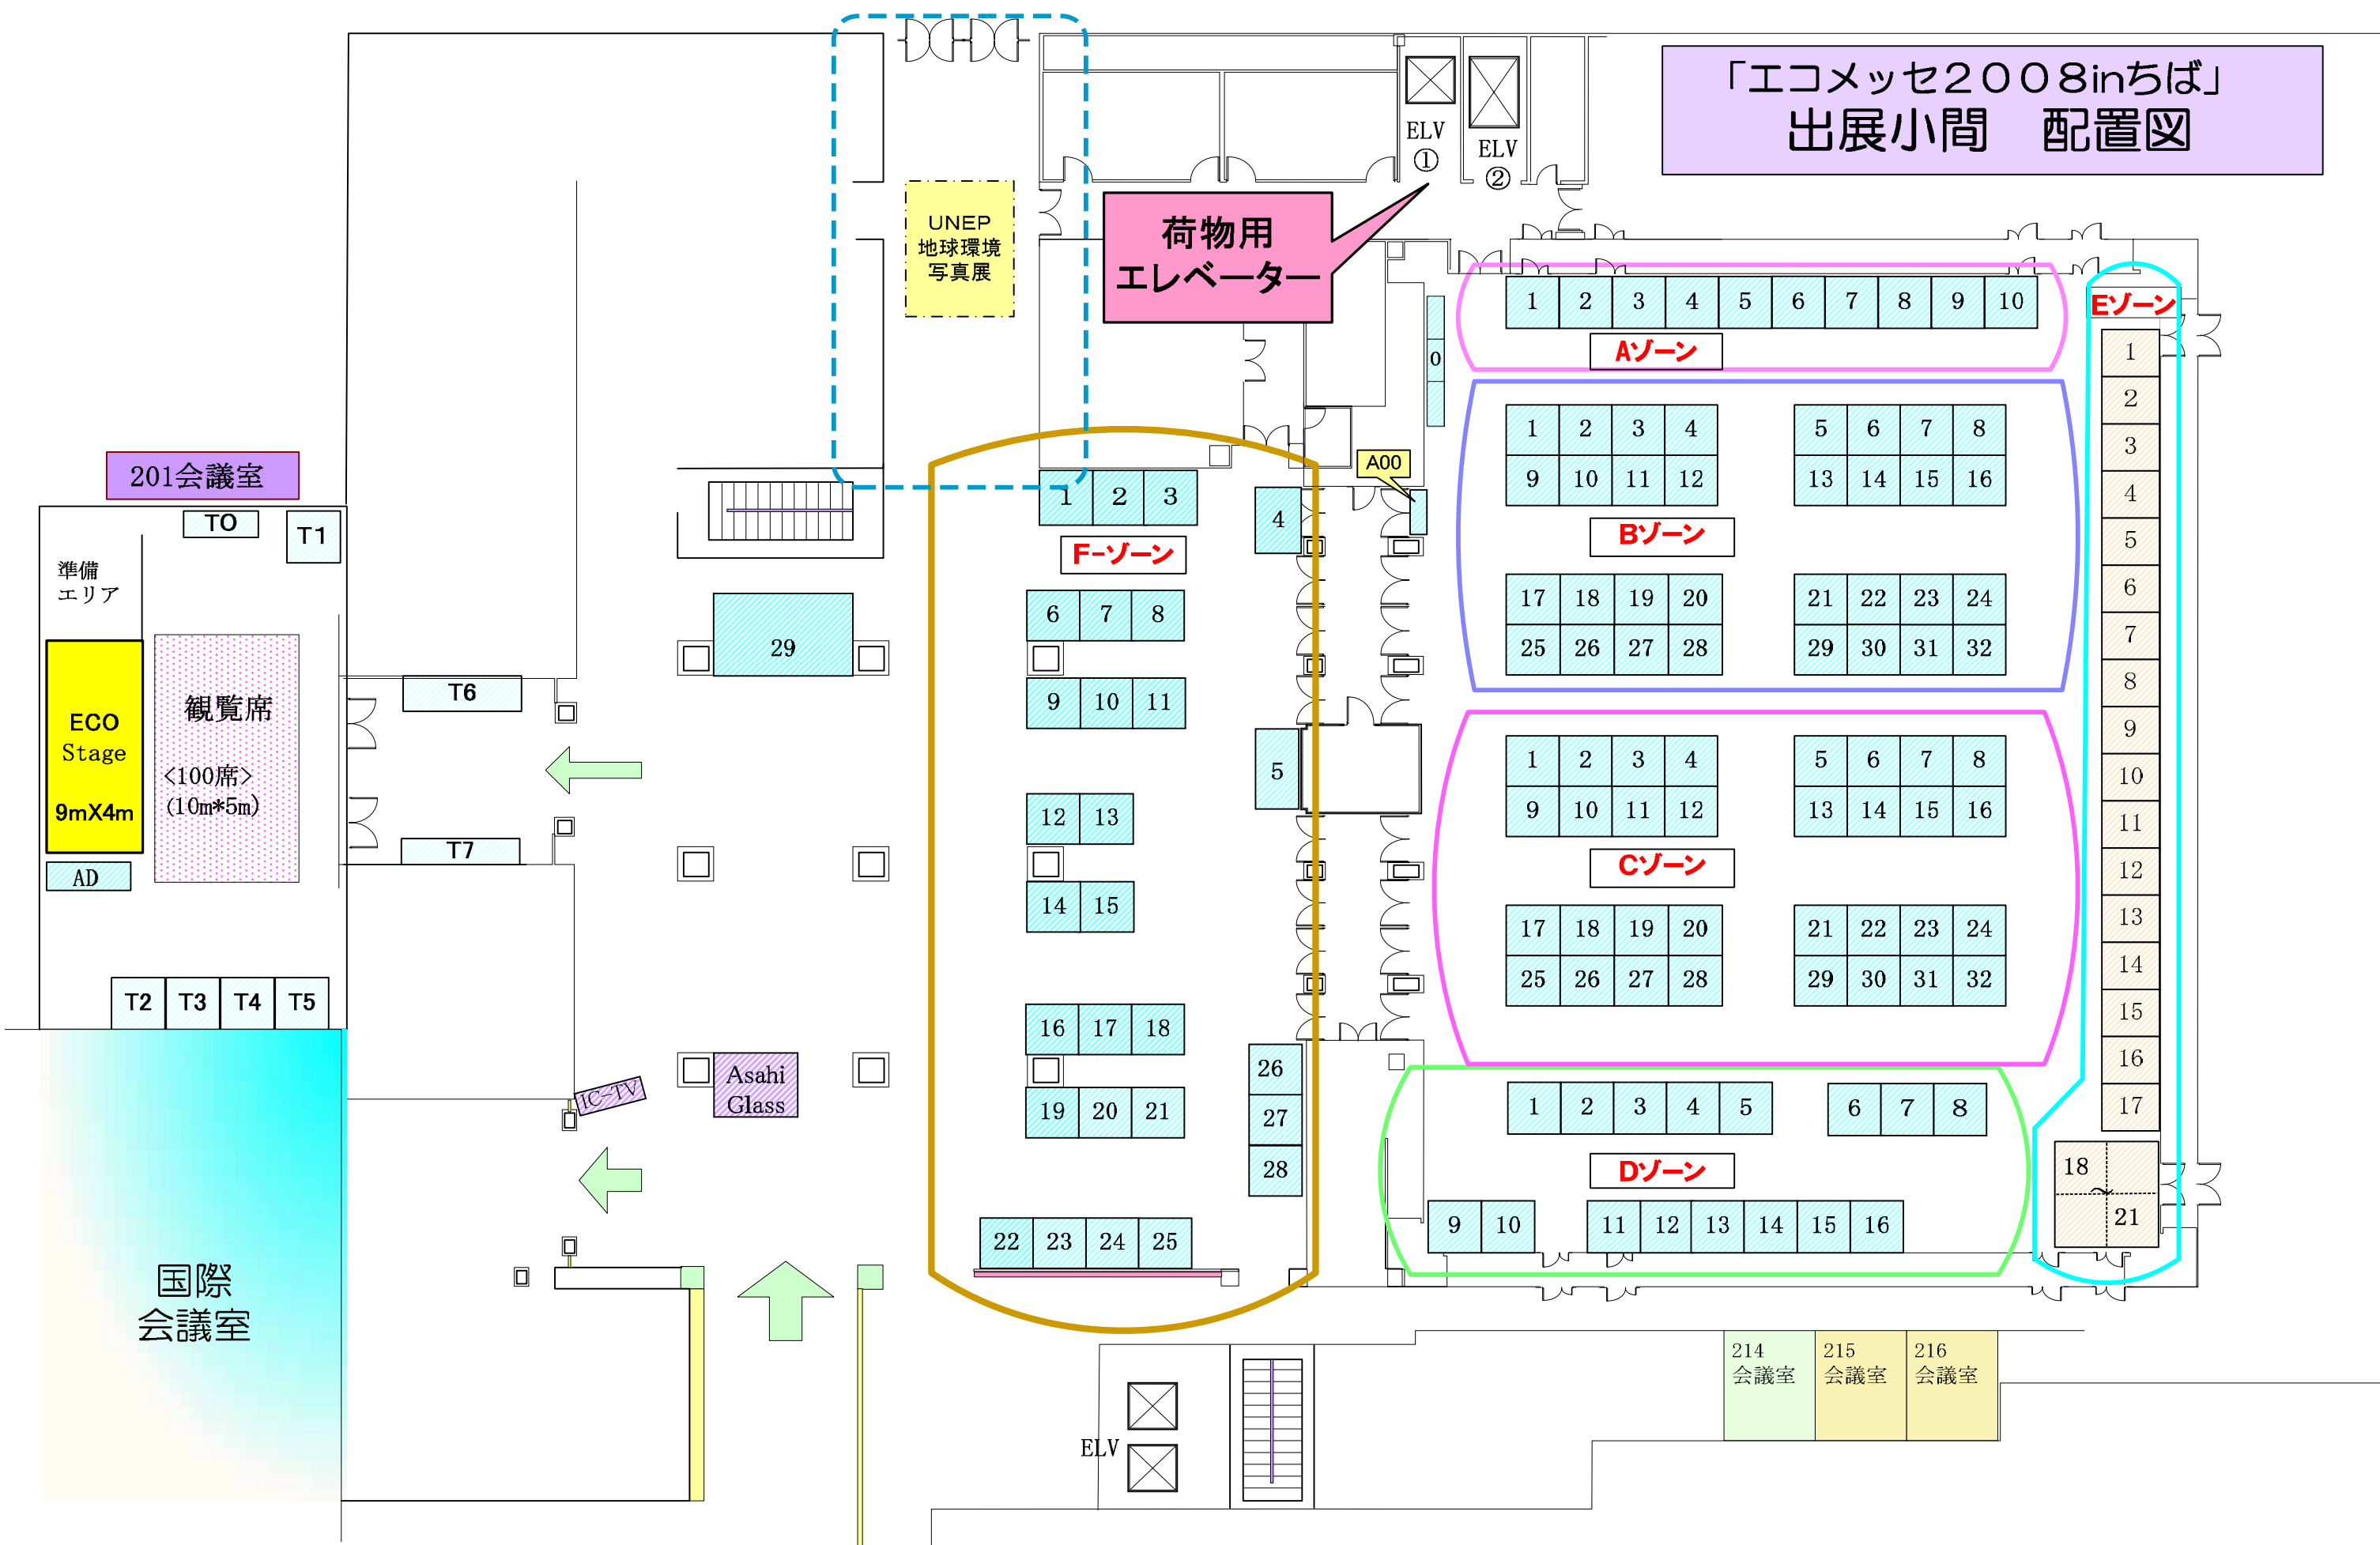 「エコメッセ2008inちば」
出展小間 配置図
ELV
①
ELV
②
荷物用
エレベーター
UNEP
地球環境
写真展
Eゾーン
1 2 3 4 5 6 7 8 9 10
Aゾーン
0
A00
1 2 3 4 5 6 7 8
9 10 11 12 13 14 15 16
Bゾーン
17 18 19 20 21 22 23 24
25 26 27 28 29 30 31 32
1 2 3 4 5 6 7 8
9 10 11 12 13 14 15 16
Cゾーン
17 18 19 20 21 22 23 24
25 26 27 28 29 30 31 32
1 2 3 4 5 6 7 8
Dゾーン
9 10 11 12 13 14 15 16
1
2
3
4
5
6
7
8
9
10
11
12
13
14
15
16
17
18
〜
21
1 2 3
4
F-ゾーン
6 7 8
9 10 11
5
12 13
14 15
16 17 18
19 20 21
26
27
28
22 23 24 25
29
201会議室
T0
T1
準備
エリア
ECO
Stage
9mX4m
観覧席
<100席>
(10m*5m)
AD
T6
T7
T2 T3 T4 T5
IC-TV
Asahi
Glass
国際
会議室
ELV
214
会議室
215
会議室
216
会議室